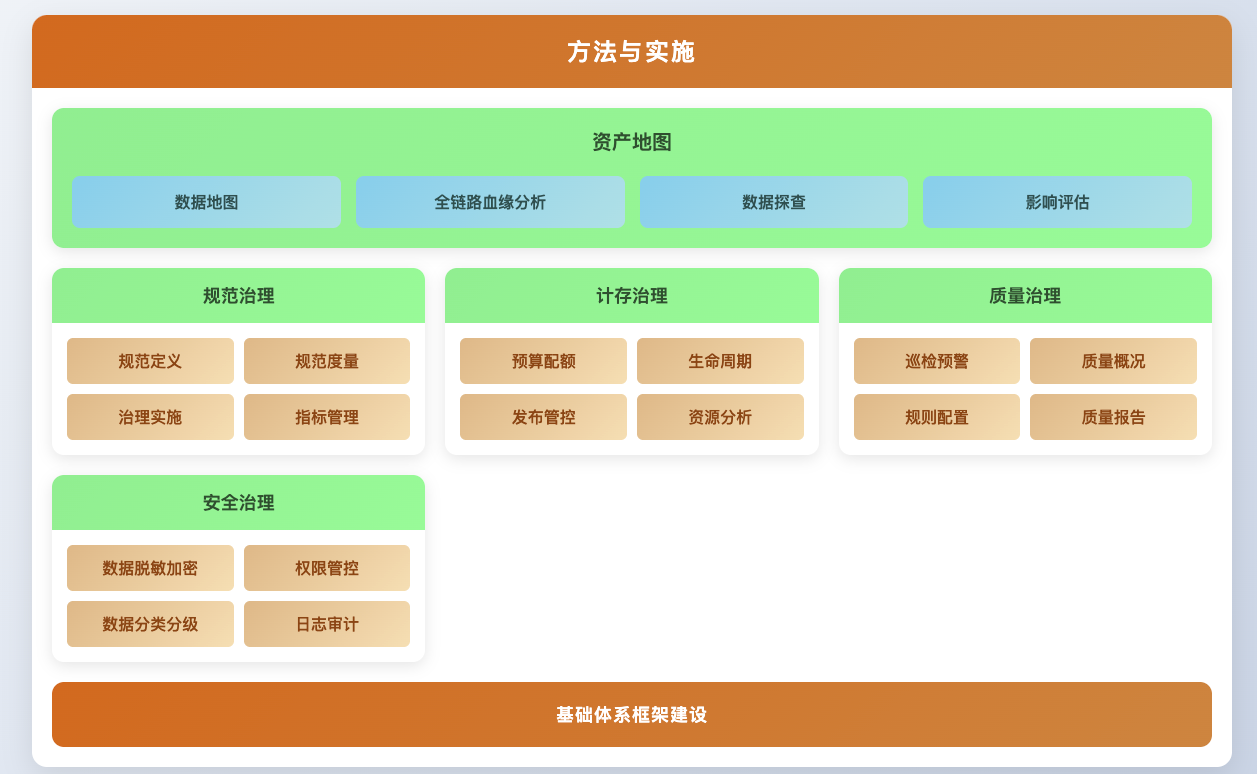 方法与实施
资产地图
数据地图
全链路血缘分析
数据探查
影响评估
规范治理
规范定义
规范度量
治理实施
指标管理
计存治理
预算配额
生命周期
发布管控
资源分析
质量治理
巡检预警
质量概况
规则配置
质量报告
安全治理
数据脱敏加密
权限管控
数据分类分级
日志审计
基础体系框架建设